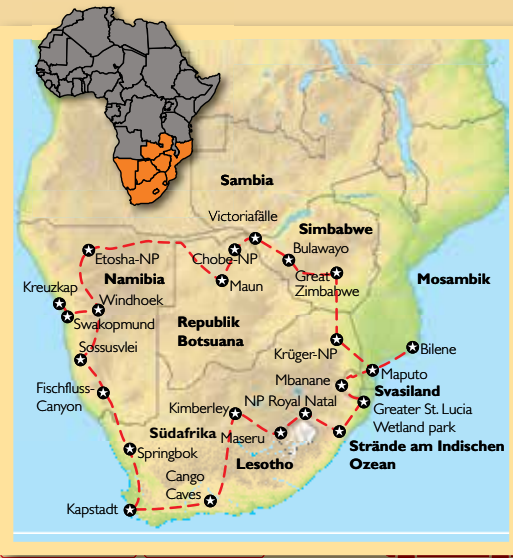 Sambia
Victoriafälle
Simbabwe
Etosha-NP
Chobe-NP
Bulawayo
Great
Zimbabwe
Namibia
Maun
Mosambik
Kreuzkap
Windhoek
Swakopmund
Republik
Botsuana
Sossusvlei
Krüger-NP
Bilene
Maputo
Mbanane
Svasiland
Fischfluss-
Canyon
Kimberley
NP Royal Natal
Greater St. Lucia
Wetland park
Südafrika
Maseru
Strände am Indischen
Ozean
Springbok
Lesotho
Cango
Caves
Kapstadt